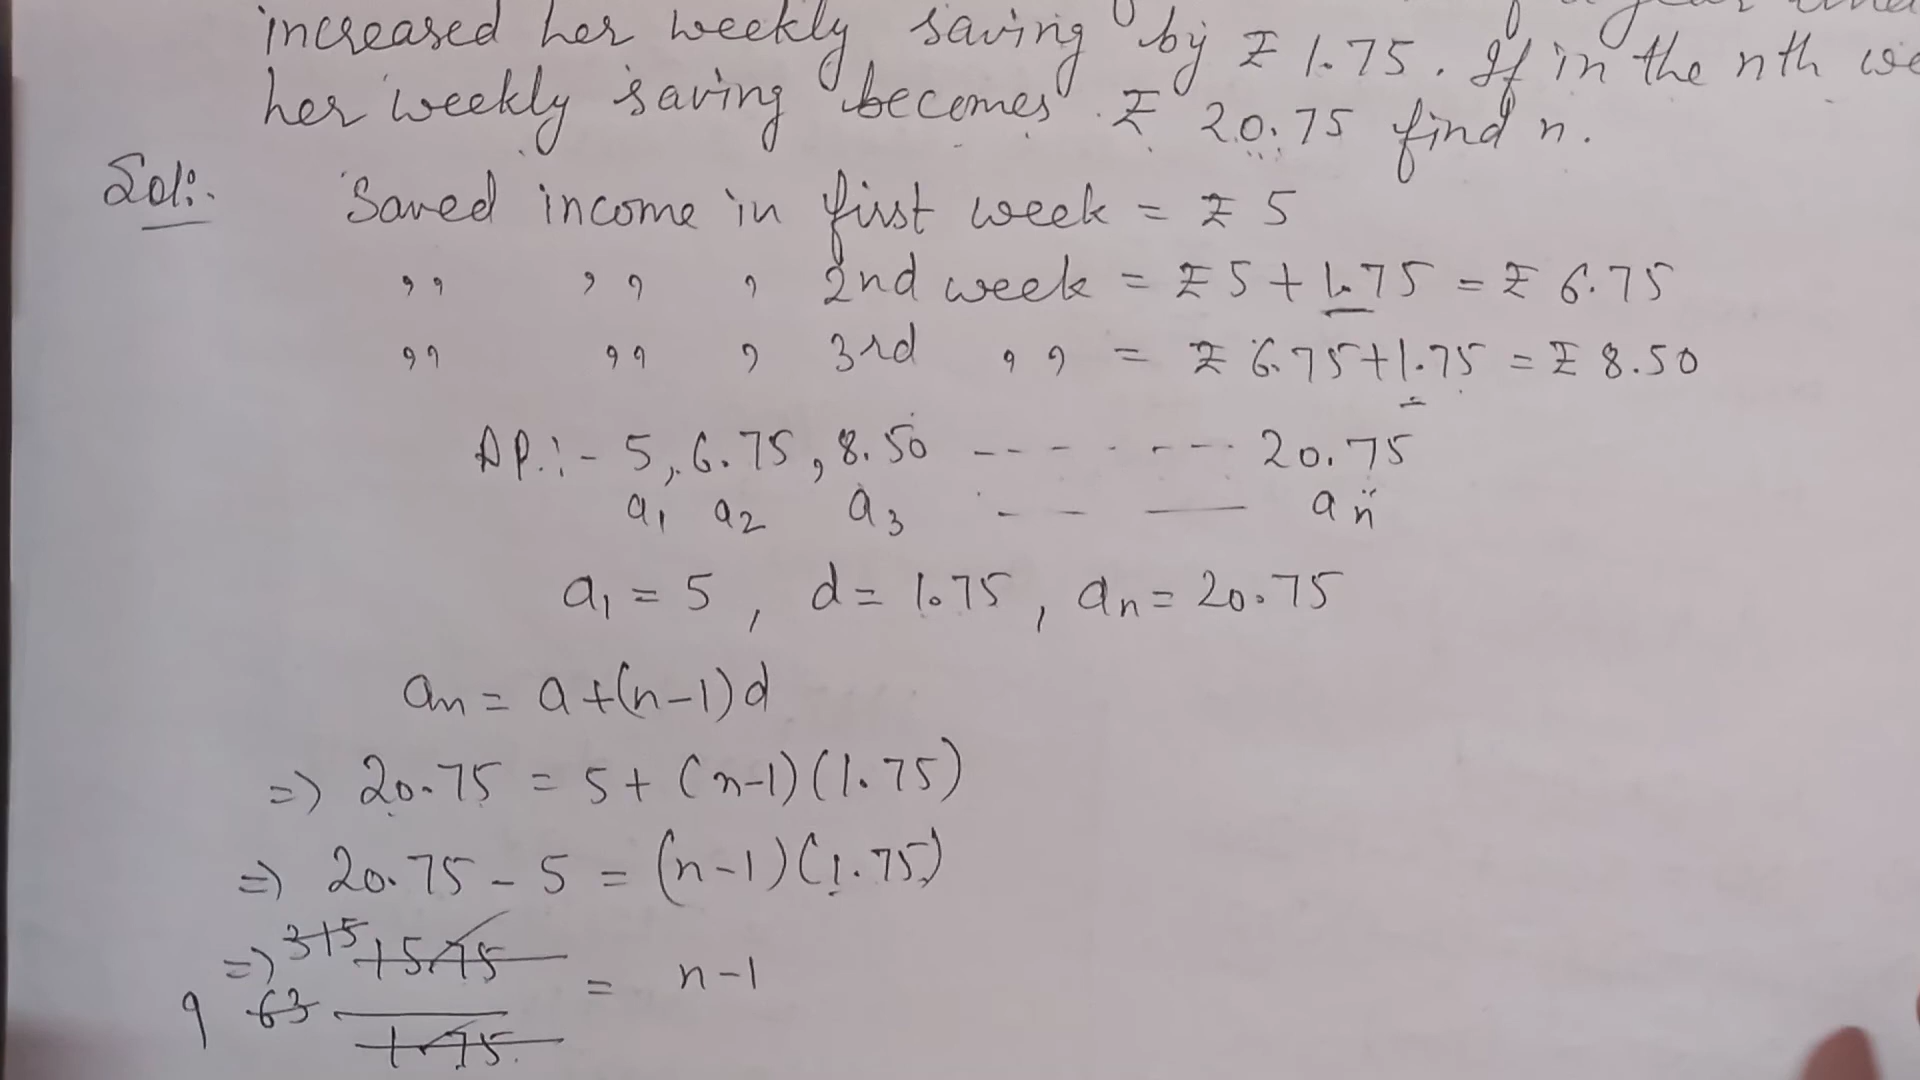 increased her weekly saving by ₹ 1.75. If in the nth
her weekly saving becomes ₹ 20.75 find n.
Sol:. Saved income in first week = ₹ 5
,, ,, , 2nd week = ₹ 5 + 1.75 = ₹ 6.75
,, ,, , 3rd ,, = ₹ 6.75+1.75 = ₹ 8.50
AP.:- 5, 6.75, 8.50 -------- 20.75
a1 a2 a3 -- — an
a1 = 5, d = 1.75, an = 20.75
an = a+(n-1)d
=> 20.75 = 5+ (n-1)(1.75)
=> 20.75 - 5 = (n-1)(1.75)
=> 315 15.75 = n-1
9 63 1.75